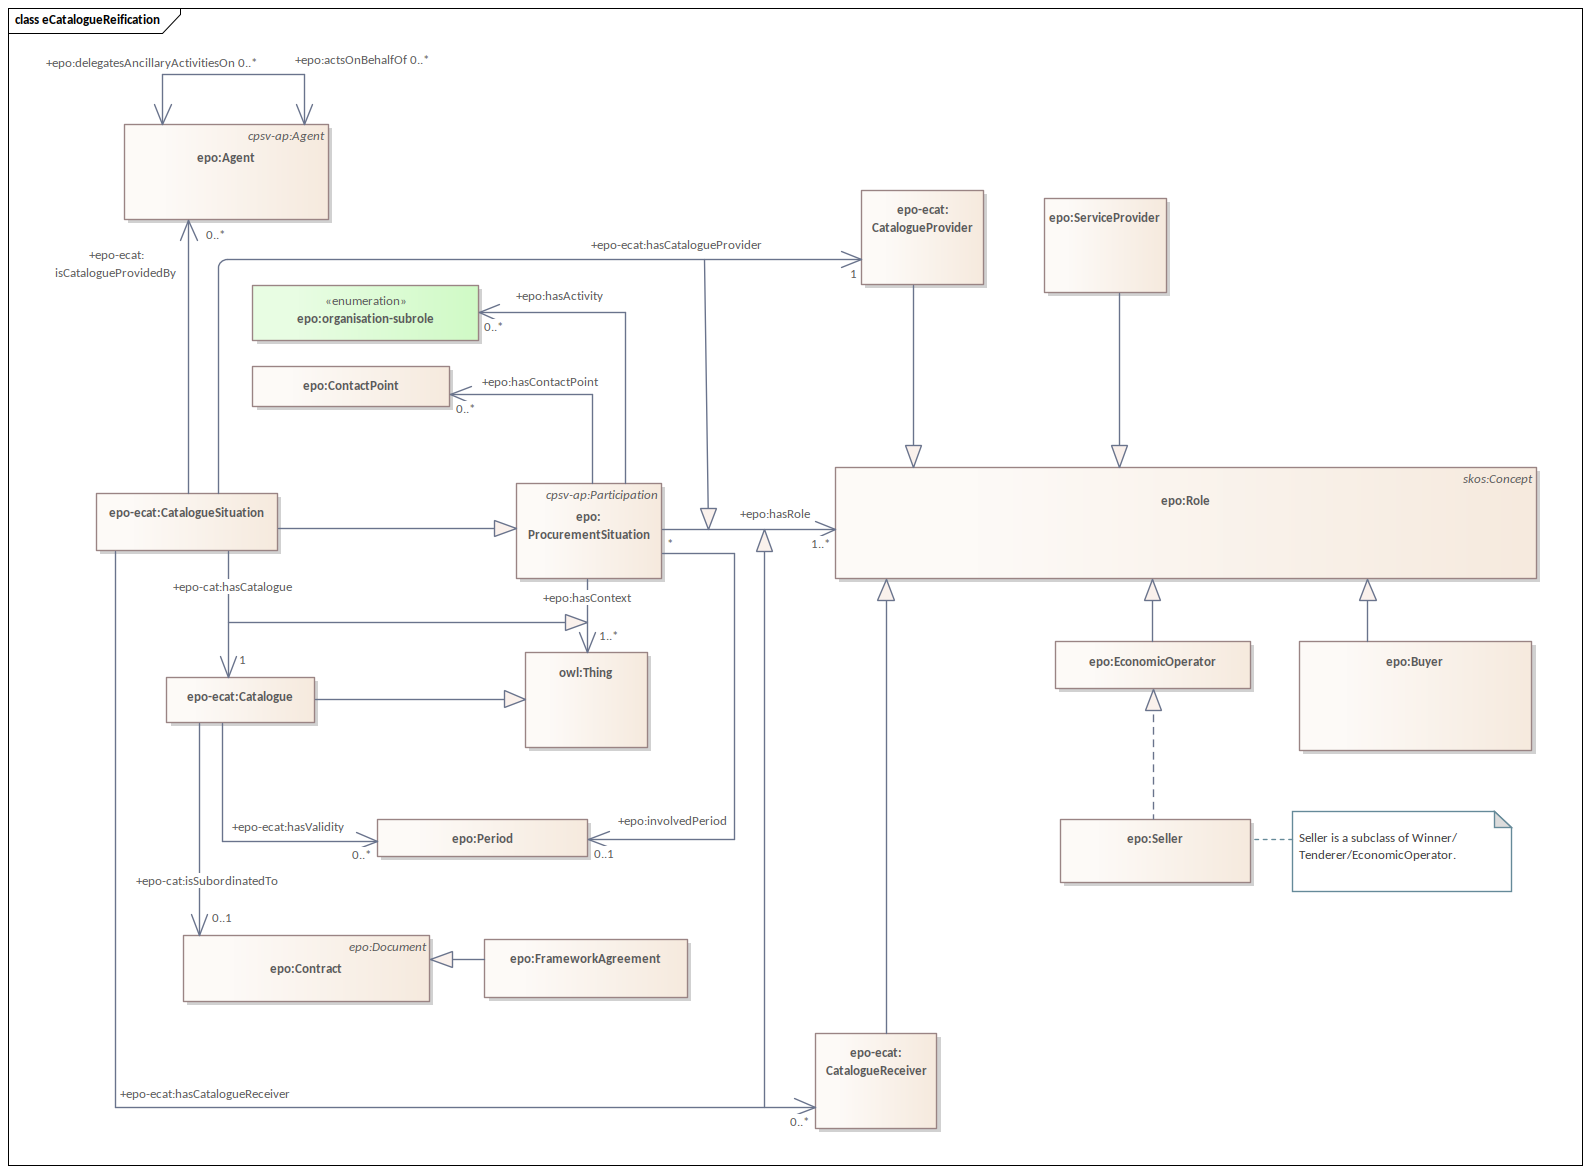 class eCatalogueReification
+epo:delegatesAncillaryActivitiesOn 0..*
+epo:actsOnBehalfOf 0..*
cpsv-ap:Agent
epo:Agent
0..*
+epo-ecat:
isCatalogueProvidedBy
+epo-ecat:hasCatalogueProvider
1
epo-ecat:
CatalogueProvider
epo:ServiceProvider
«enumeration»
epo:organisation-subrole
+epo:hasActivity
0..*
epo:ContactPoint
+epo:hasContactPoint
0..*
epo-ecat:CatalogueSituation
cpsv-ap:Participation
epo:
ProcurementSituation
*
+epo:hasRole
1..*
skos:Concept
epo:Role
+epo-cat:hasCatalogue
1
+epo:hasContext
1..*
owl:Thing
epo-ecat:Catalogue
epo:EconomicOperator
epo:Buyer
+epo-ecat:hasValidity
0..*
epo:Period
+epo:involvedPeriod
0..1
epo:Seller
Seller is a subclass of Winner/
Tenderer/EconomicOperator.
+epo-cat:isSubordinatedTo
0..1
epo:Document
epo:Contract
epo:FrameworkAgreement
epo-ecat:
CatalogueReceiver
+epo-ecat:hasCatalogueReceiver
0..*